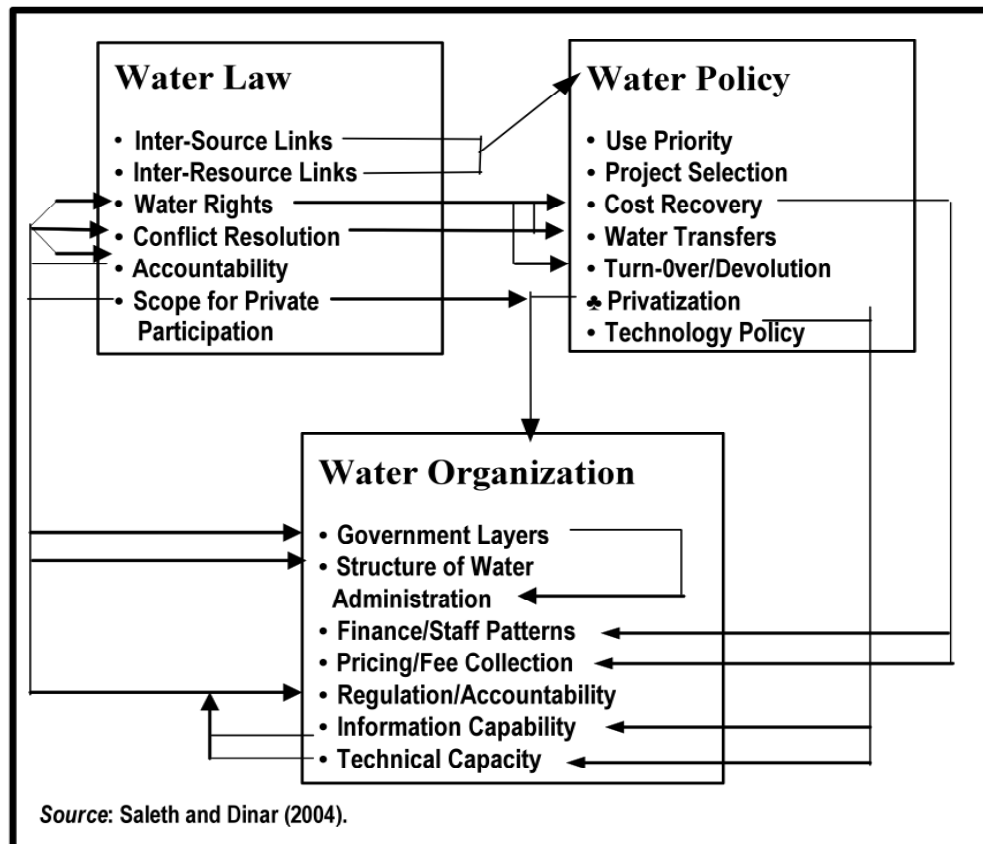 Water Law
• Inter-Source Links
• Inter-Resource Links
• Water Rights
• Conflict Resolution
• Accountability
• Scope for Private
Participation
Water Policy
• Use Priority
• Project Selection
• Cost Recovery
• Water Transfers
• Turn-0ver/Devolution
♣ Privatization
• Technology Policy
Water Organization
• Government Layers
• Structure of Water
Administration
• Finance/Staff Patterns
• Pricing/Fee Collection
• Regulation/Accountability
• Information Capability
• Technical Capacity
Source: Saleth and Dinar (2004).